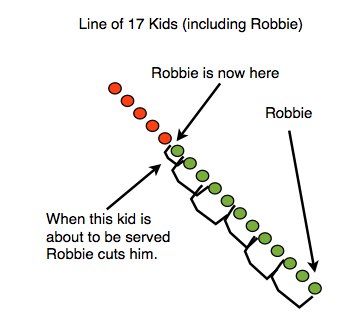 Line of 17 Kids (including Robbie)
Robbie is now here
Robbie
When this kid is
about to be served
Robbie cuts him.